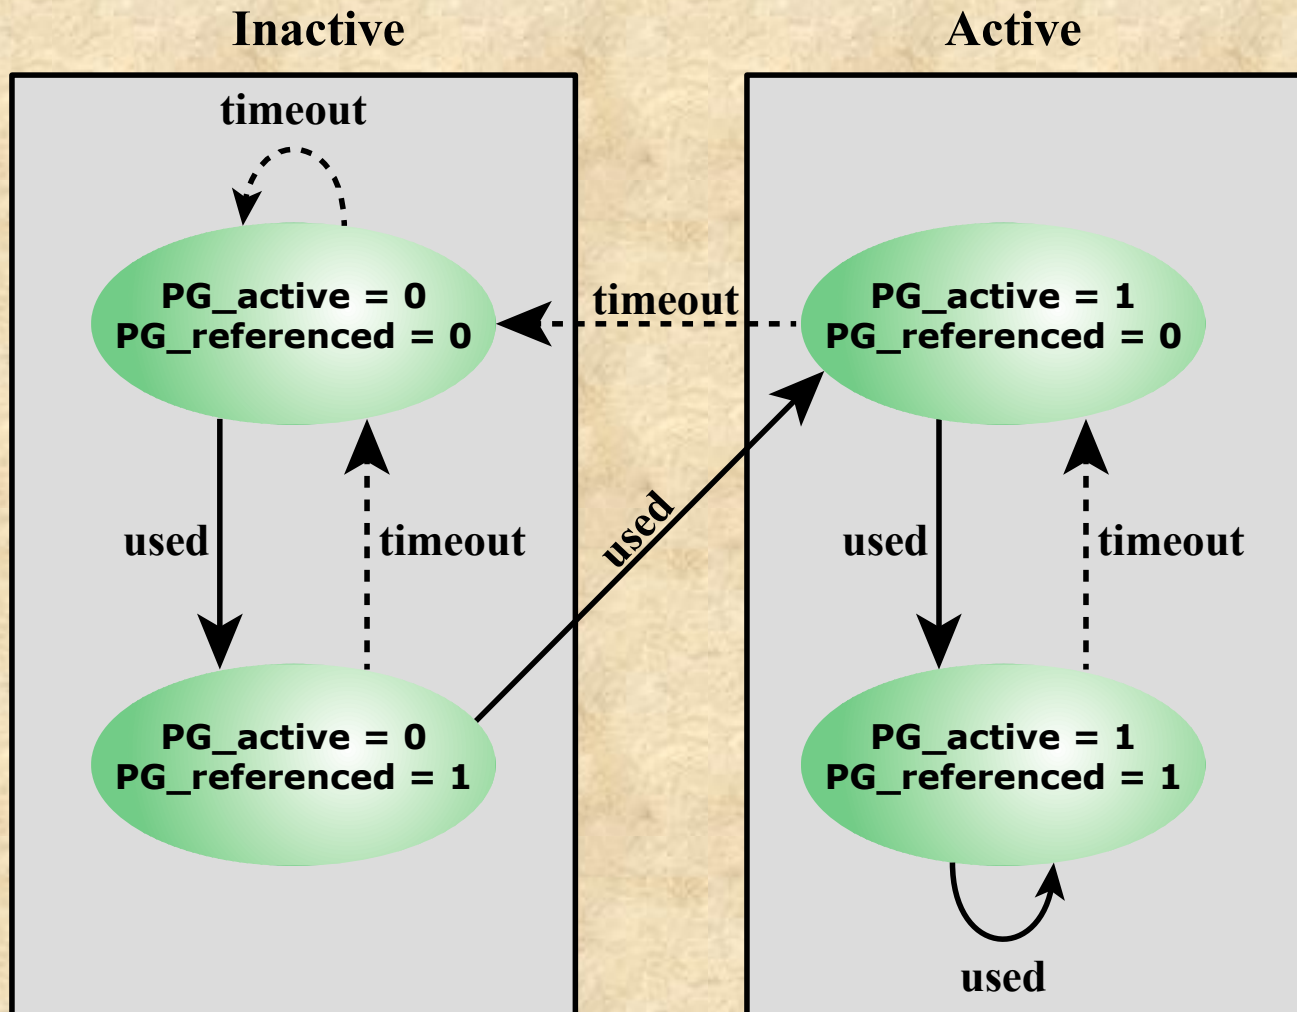 Inactive
Active
timeout
PG_active = 0
PG_referenced = 0
timeout
PG_active = 1
PG_referenced = 0
used
timeout
used
used
timeout
PG_active = 0
PG_referenced = 1
PG_active = 1
PG_referenced = 1
used